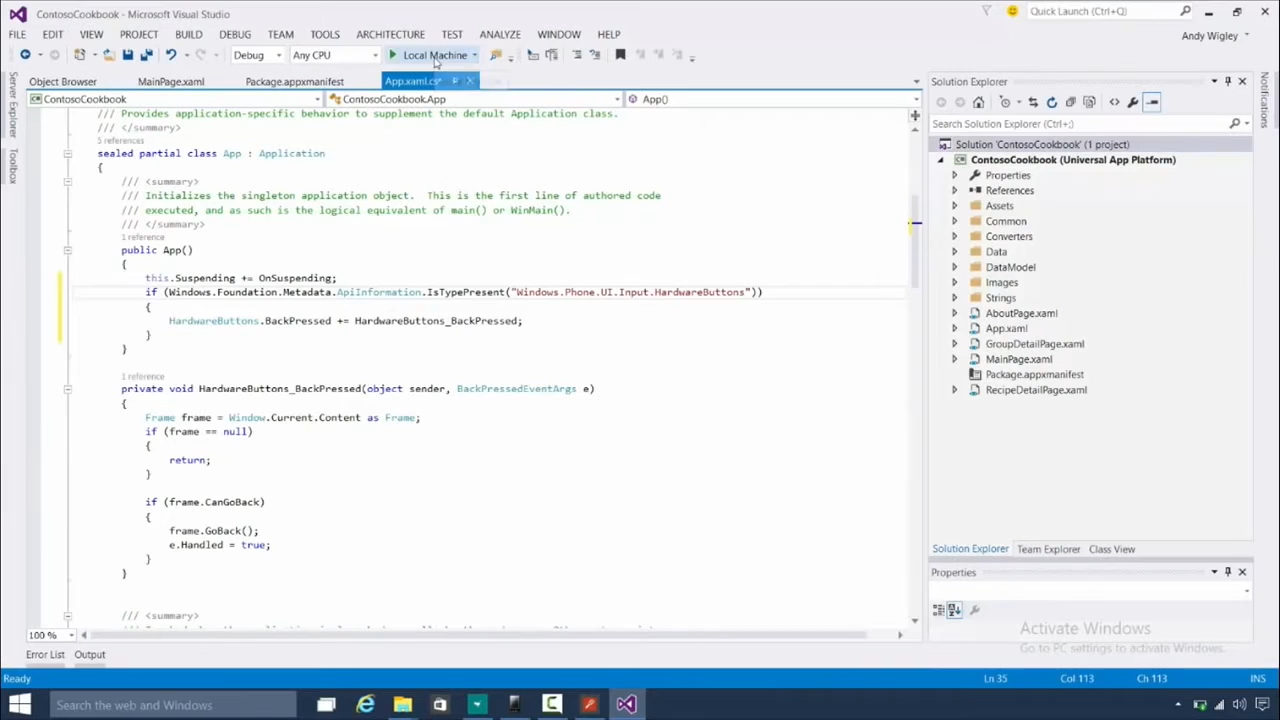 ContosoCookbook - Microsoft Visual Studio
Quick Launch (Ctrl+Q)
FILE EDIT VIEW PROJECT BUILD DEBUG TEAM TOOLS TEST ARCHITECTURE ANALYZE WINDOW HELP
Andy Wigley
Debug Any CPU Local Machine
Object Browser MainPage.xaml Package.appxmanifest App.xaml.cs*
ContosoCookbook ContosoCookbook.App App()
/// Provides application-specific behavior to supplement the default Application class.
/// </summary>
5 references
sealed partial class App : Application
{
/// <summary>
/// Initializes the singleton application object.  This is the first line of authored code
/// executed, and as such is the logical equivalent of main() or WinMain().
/// </summary>
1 reference
public App()
{
this.Suspending += OnSuspending;
if (Windows.Foundation.Metadata.ApiInformation.IsTypePresent("Windows.Phone.UI.Input.HardwareButtons"))
{
HardwareButtons.BackPressed += HardwareButtons_BackPressed;
}
}
1 reference
private void HardwareButtons_BackPressed(object sender, BackPressedEventArgs e)
{
Frame frame = Window.Current.Content as Frame;
if (frame == null)
{
return;
}
if (frame.CanGoBack)
{
frame.GoBack();
e.Handled = true;
}
}
/// <summary>
100 %
Server Explorer
Toolbox
Notifications
Solution Explorer
Search Solution Explorer (Ctrl+;)
Solution 'ContosoCookbook' (1 project)
ContosoCookbook (Universal App Platform)
Properties
References
Assets
Common
Converters
Data
DataModel
Images
Strings
AboutPage.xaml
App.xaml
GroupDetailPage.xaml
MainPage.xaml
Package.appxmanifest
RecipeDetailPage.xaml
Solution Explorer Team Explorer Class View
Properties
Activate Windows
Go to PC settings to activate Windows.
Error List Output
Ready Ln 35 Col 113 Ch 113 INS
Search the web and Windows